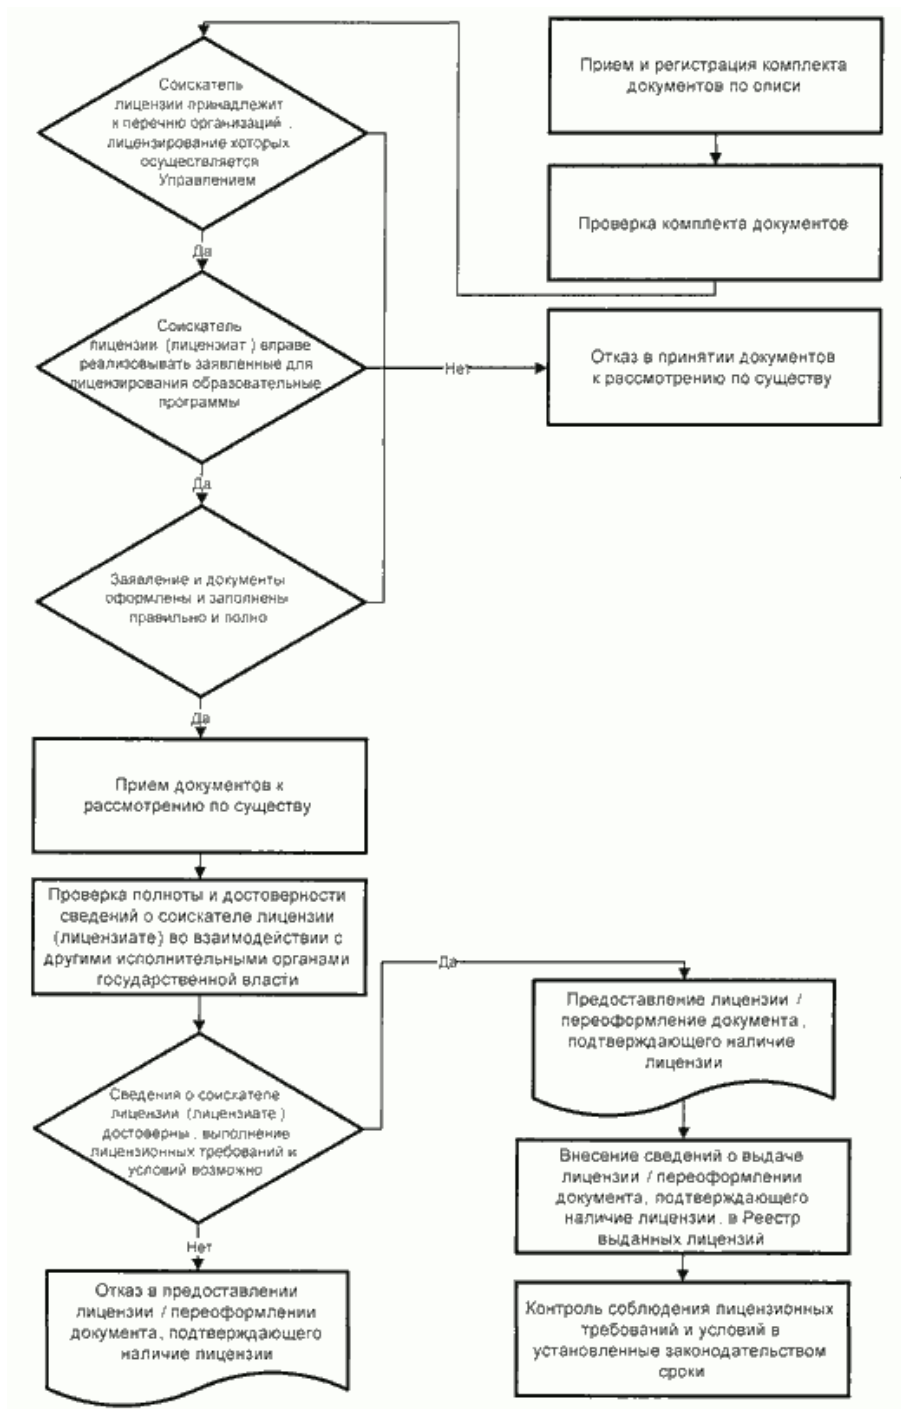 Прием и регистрация комплекта
документов по описи
Проверка комплекта документов
Соискатель
лицензии принадлежит
к перечню организаций ,
лицензирование которых
осуществляется
Управлением
Да
Соискатель
лицензии (лицензиат ) вправе
реализовывать заявленные для
лицензирования образовательные
программы
Нет
Отказ в принятии документов
к рассмотрению по существу
Да
Заявление и документы
оформлены и заполнены
правильно и полно
Да
Прием документов к
рассмотрению по существу
Проверка полноты и достоверности
сведений о соискателе лицензии
(лицензиате) во взаимодействии с
другими исполнительными органами
государственной власти
Сведения о соискателе
лицензии (лицензиате )
достоверны , выполнение
лицензионных требований и
условий возможно
Да
Предоставление лицензии /
переоформление документа ,
подтверждающего наличие
лицензии
Внесение сведений о выдаче
лицензии / переоформлении
документа, подтверждающего
наличие лицензии, в Реестр
выданных лицензий
Контроль соблюдения лицензионных
требований и условий в
установленные законодательством
сроки
Нет
Отказ в предоставлении
лицензии / переоформлении
документа, подтверждающего
наличие лицензии